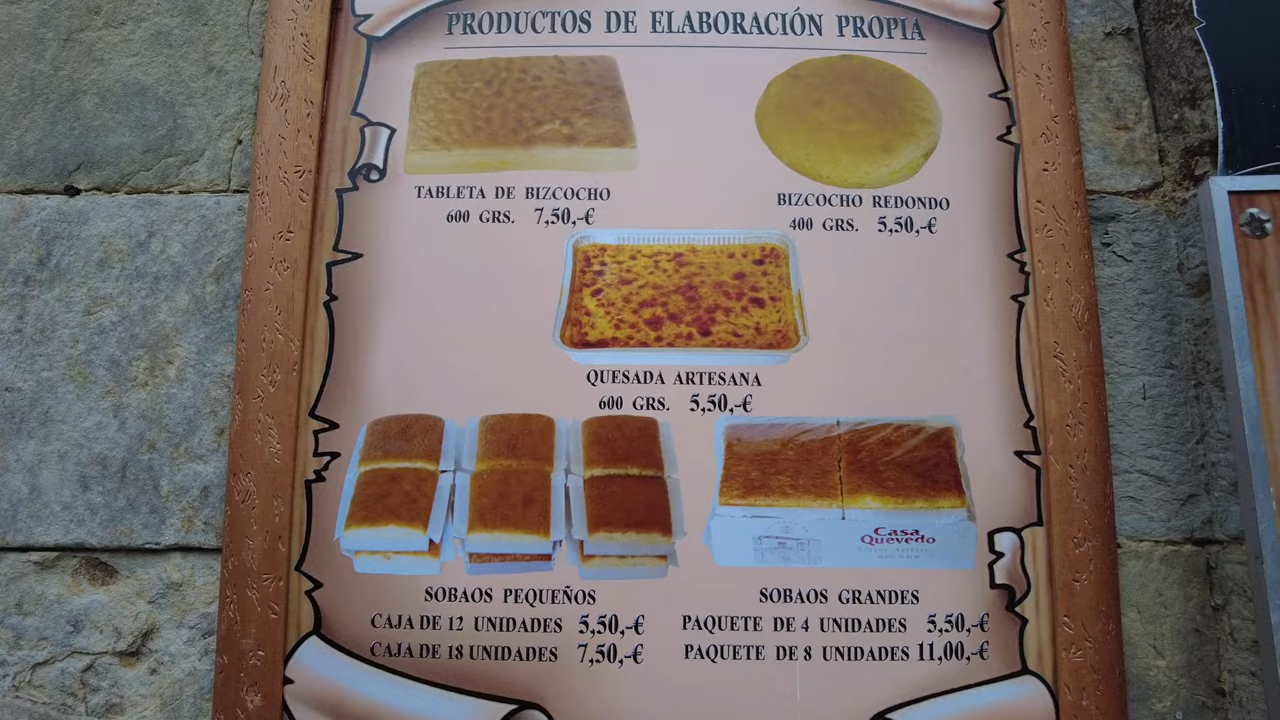 PRODUCTOS DE ELABORACIÓN PROPIA
TABLETA DE BIZCOCHO
600 GRS. 7,50,-€
BIZCOCHO REDONDO
400 GRS. 5,50,-€
QUESADA ARTESANA
600 GRS. 5,50,-€
Casa
Quevedo
SOBAOS PEQUEÑOS
CAJA DE 12 UNIDADES 5,50,-€
CAJA DE 18 UNIDADES 7,50,-€
SOBAOS GRANDES
PAQUETE DE 4 UNIDADES 5,50,-€
PAQUETE DE 8 UNIDADES 11,00,-€